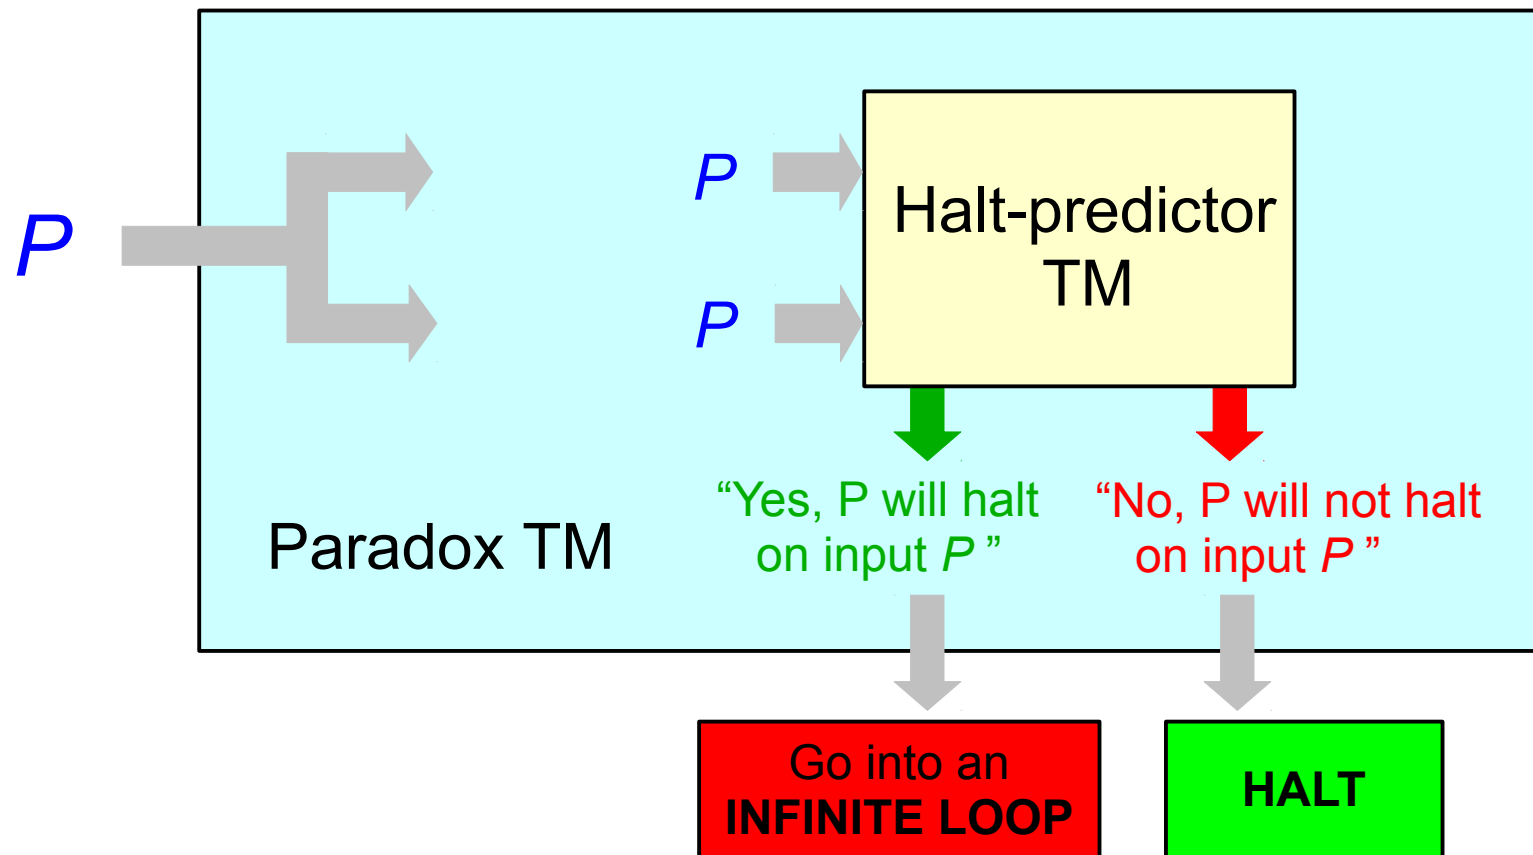 P
P
Halt-predictor
TM
P
“Yes, P will halt
on input P ”
“No, P will not halt
on input P ”
Paradox TM
Go into an
INFINITE LOOP
HALT